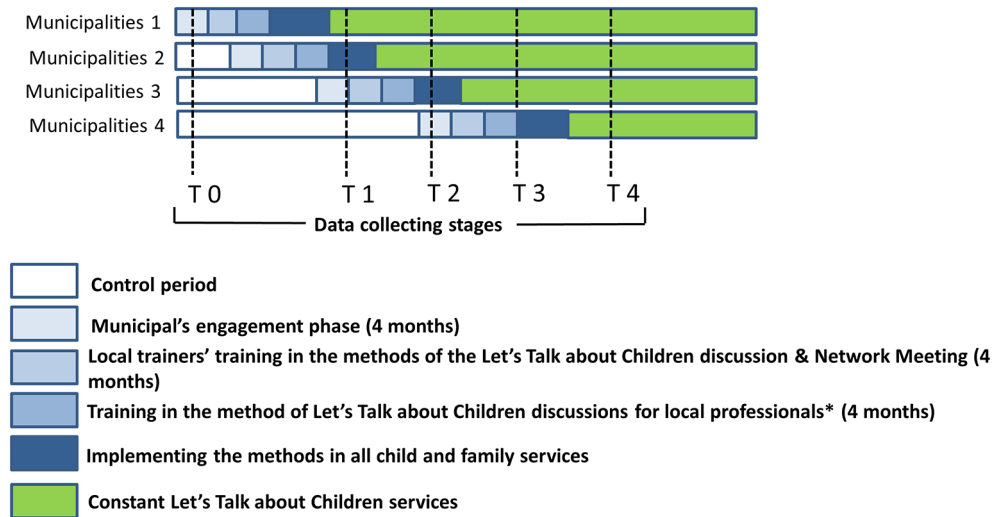 Municipalities 1
Municipalities 2
Municipalities 3
Municipalities 4
T 0 T 1 T 2 T 3 T 4
Data collecting stages
Control period
Municipal's engagement phase (4 months)
Local trainers' training in the methods of the Let's Talk about Children discussion & Network Meeting (4
months)
Training in the method of Let's Talk about Children discussions for local professionals* (4 months)
Implementing the methods in all child and family services
Constant Let's Talk about Children services